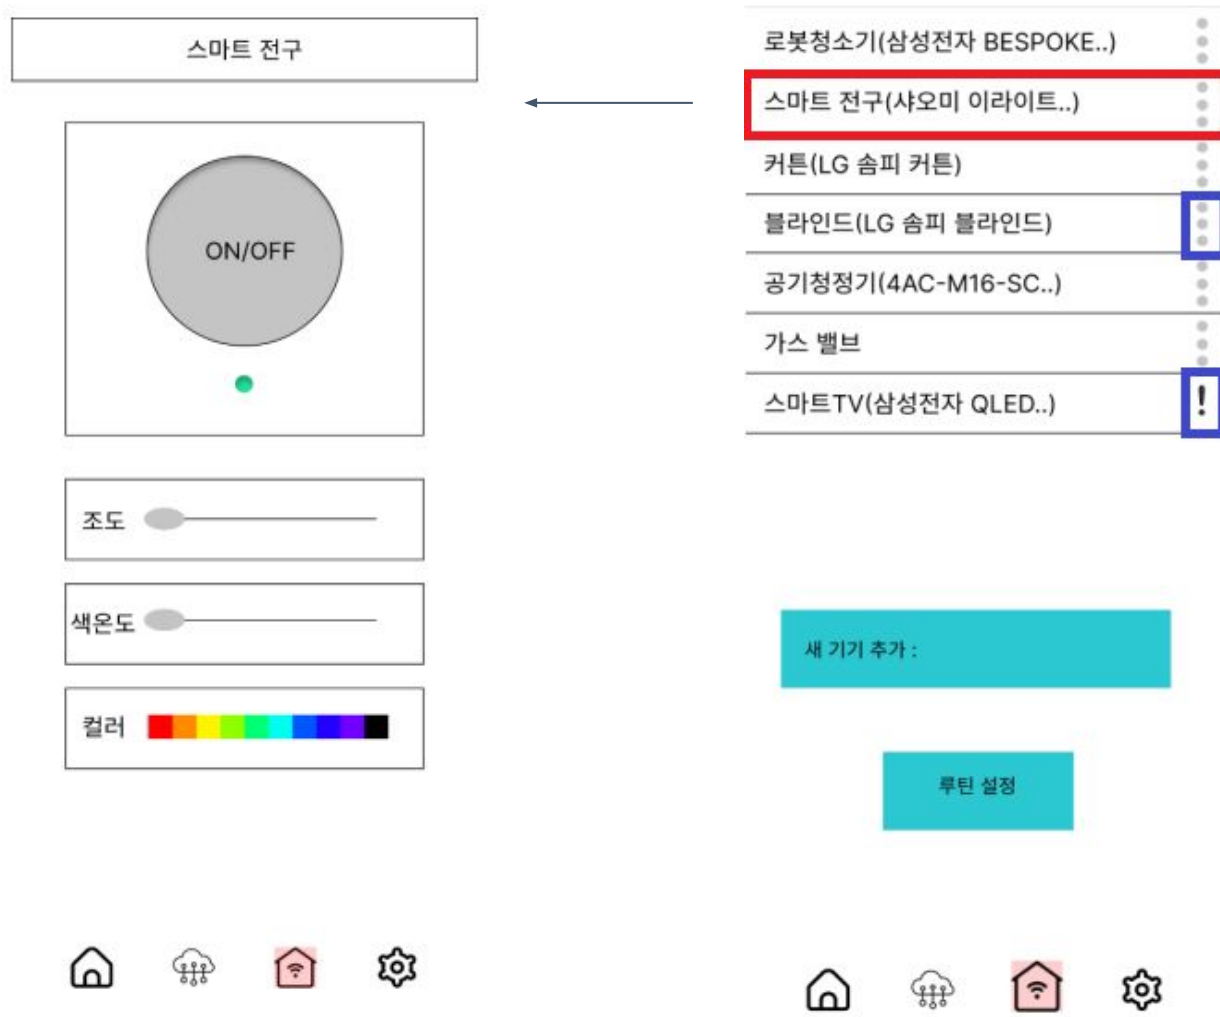 스마트 전구
ON/OFF
조도
색온도
컬러
로봇청소기(삼성전자 BESPOKE..)
스마트 전구(샤오미 이라이트..)
커튼(LG 솜피 커튼)
블라인드(LG 솜피 블라인드)
공기청정기(4AC-M16-SC..)
가스 밸브
스마트TV(삼성전자 QLED..)
!
새 기기 추가 :
루틴 설정